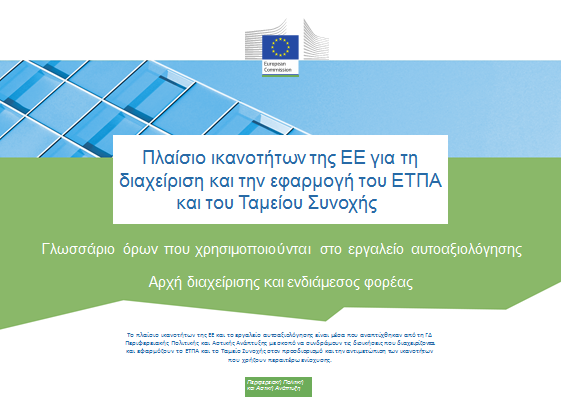 European
Commission
Πλαίσιο ικανοτήτων της ΕΕ για τη
διαχείριση και την εφαρμογή του ΕΤΠΑ
και του Ταμείου Συνοχής
Γλωσσάριο όρων που χρησιμοποιούνται στο εργαλείο αυτοαξιολόγησης
Αρχή διαχείρισης και ενδιάμεσος φορέας
Το πλαίσιο ικανοτήτων της ΕΕ και το εργαλείο αυτοαξιολόγησης είναι μέσα που αναπτύχθηκαν από τη ΓΔ
Περιφερειακής Πολιτικής και Αστικής Ανάπτυξης με σκοπό να συνδράμουν τις διοικήσεις που διαχειρίζονται
και εφαρμόζουν το ΕΤΠΑ και το Ταμείο Συνοχής στον προσδιορισμό και την αντιμετώπιση των ικανοτήτων
που χρήζουν περαιτέρω ενίσχυσης.
Περιφερειακή Πολιτική
και Αστική Ανάπτυξη